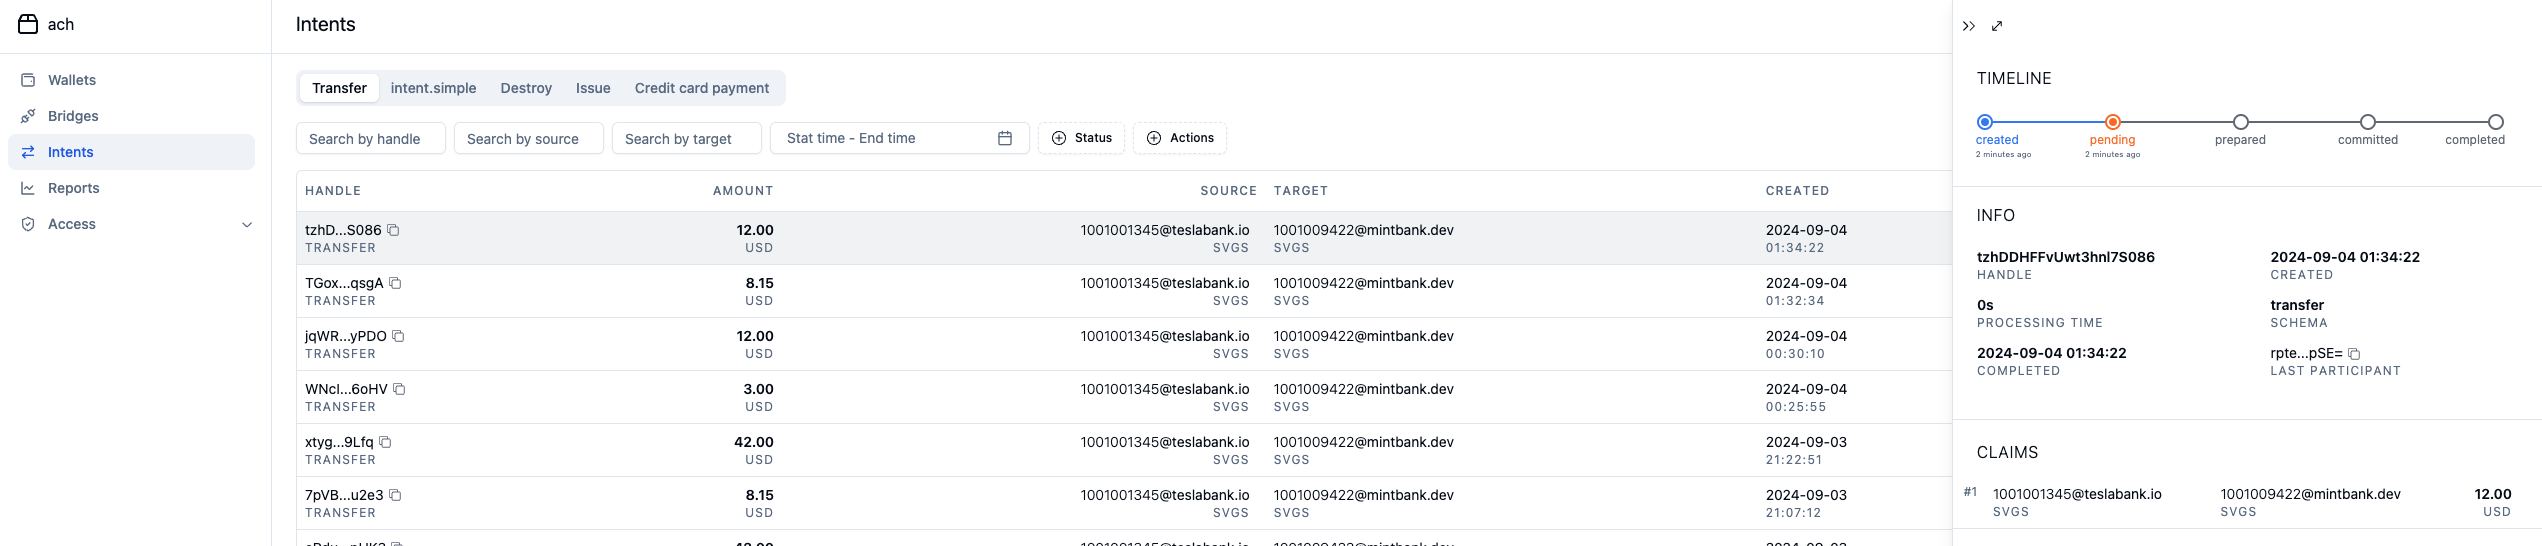 ach
Wallets
Bridges
Intents
Reports
Access
Intents
Transfer intent.simple Destroy Issue Credit card payment
Search by handle Search by source Search by target Stat time - End time Status Actions
HANDLE AMOUNT SOURCE TARGET CREATED
tzhD...S086 12.00 1001001345@teslabank.io 1001009422@mintbank.dev 2024-09-04
TRANSFER USD SVGS SVGS 01:34:22
TGox...qsgA 8.15 1001001345@teslabank.io 1001009422@mintbank.dev 2024-09-04
TRANSFER USD SVGS SVGS 01:32:34
jqWR...yPDO 12.00 1001001345@teslabank.io 1001009422@mintbank.dev 2024-09-04
TRANSFER USD SVGS SVGS 00:30:10
WNcI...6oHV 3.00 1001001345@teslabank.io 1001009422@mintbank.dev 2024-09-04
TRANSFER USD SVGS SVGS 00:25:55
xtyg...9Lfq 42.00 1001001345@teslabank.io 1001009422@mintbank.dev 2024-09-03
TRANSFER USD SVGS SVGS 21:22:51
7pVB...u2e3 8.15 1001001345@teslabank.io 1001009422@mintbank.dev 2024-09-03
TRANSFER USD SVGS SVGS 21:07:12
TIMELINE
created pending prepared committed completed
2 minutes ago 2 minutes ago
INFO
tzhDDHFFvUwt3hnl7S086 2024-09-04 01:34:22
HANDLE CREATED
0s transfer
PROCESSING TIME SCHEMA
2024-09-04 01:34:22 rpte...pSE=
COMPLETED LAST PARTICIPANT
CLAIMS
#1 1001001345@teslabank.io 1001009422@mintbank.dev 12.00
SVGS SVGS USD